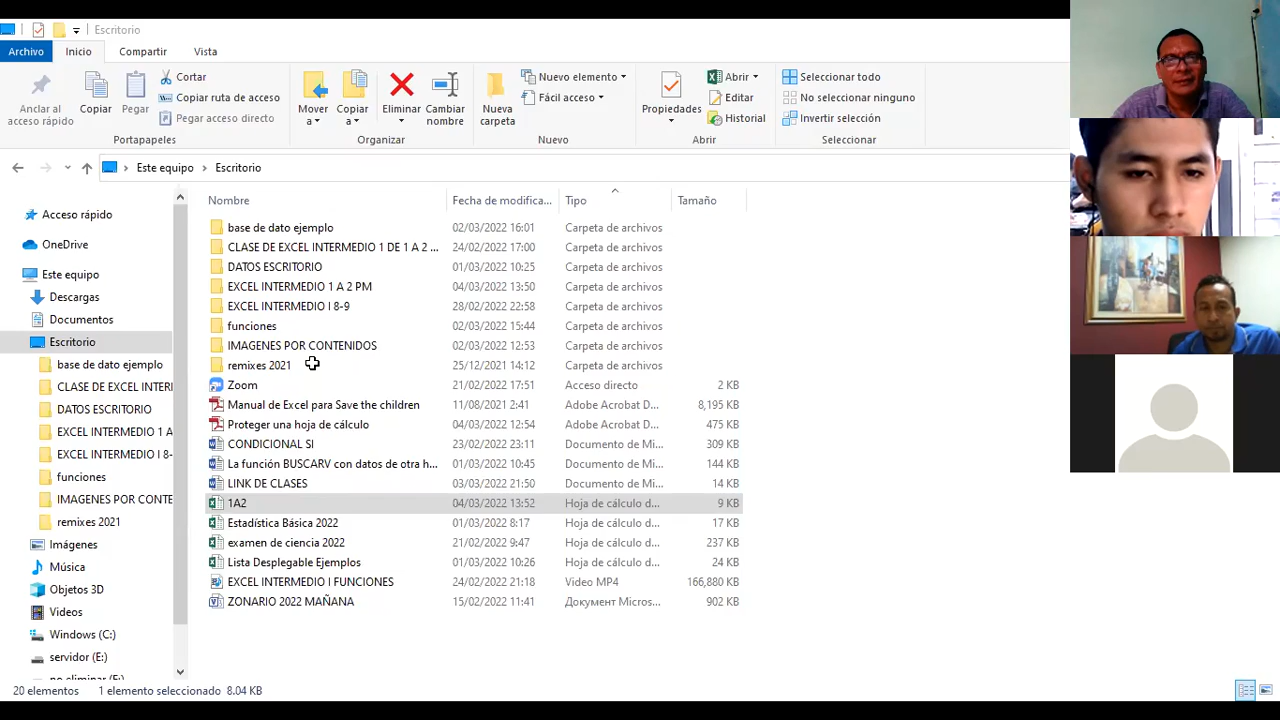 Escritorio
Archivo Inicio Compartir Vista
Anclar al acceso rápido
Copiar
Pegar
Cortar
Copiar ruta de acceso
Pegar acceso directo
Portapapeles
Mover a
Copiar a
Eliminar
Cambiar nombre
Organizar
Nueva carpeta
Nuevo elemento
Fácil acceso
Nuevo
Propiedades
Abrir
Editar
Historial
Abrir
Seleccionar todo
No seleccionar ninguno
Invertir selección
Seleccionar
Este equipo > Escritorio
Acceso rápido
OneDrive
Este equipo
Descargas
Documentos
Escritorio
base de dato ejemplo
CLASE DE EXCEL INTERI
DATOS ESCRITORIO
EXCEL INTERMEDIO 1 A
EXCEL INTERMEDIO I 8-
funciones
IMAGENES POR CONTE
remixes 2021
Imágenes
Música
Objetos 3D
Videos
Windows (C:)
servidor (E:)
no eliminar (F:)
Nombre Fecha de modifica... Tipo Tamaño
base de dato ejemplo 02/03/2022 16:01 Carpeta de archivos
CLASE DE EXCEL INTERMEDIO 1 DE 1 A 2 ... 24/02/2022 17:00 Carpeta de archivos
DATOS ESCRITORIO 01/03/2022 10:25 Carpeta de archivos
EXCEL INTERMEDIO 1 A 2 PM 04/03/2022 13:50 Carpeta de archivos
EXCEL INTERMEDIO I 8-9 28/02/2022 22:58 Carpeta de archivos
funciones 02/03/2022 15:44 Carpeta de archivos
IMAGENES POR CONTENIDOS 02/03/2022 12:53 Carpeta de archivos
remixes 2021 25/12/2021 14:12 Carpeta de archivos
Zoom 21/02/2022 17:51 Acceso directo 2 KB
Manual de Excel para Save the children 11/08/2021 2:41 Adobe Acrobat D... 8,195 KB
Proteger una hoja de cálculo 04/03/2022 12:54 Adobe Acrobat D... 475 KB
CONDICIONAL SI 23/02/2022 23:11 Documento de Mi... 309 KB
La función BUSCARV con datos de otra h... 01/03/2022 10:45 Documento de Mi... 144 KB
LINK DE CLASES 03/03/2022 21:50 Documento de Mi... 14 KB
1A2 04/03/2022 13:52 Hoja de cálculo d... 9 KB
Estadística Básica 2022 01/03/2022 8:17 Hoja de cálculo d... 17 KB
examen de ciencia 2022 21/02/2022 9:47 Hoja de cálculo d... 237 KB
Lista Desplegable Ejemplos 01/03/2022 10:26 Hoja de cálculo d... 24 KB
EXCEL INTERMEDIO I FUNCIONES 24/02/2022 21:18 Video MP4 166,880 KB
ZONARIO 2022 MAÑANA 15/02/2022 11:41 Документ Micros... 902 KB
20 elementos 1 elemento seleccionado 8.04 KB